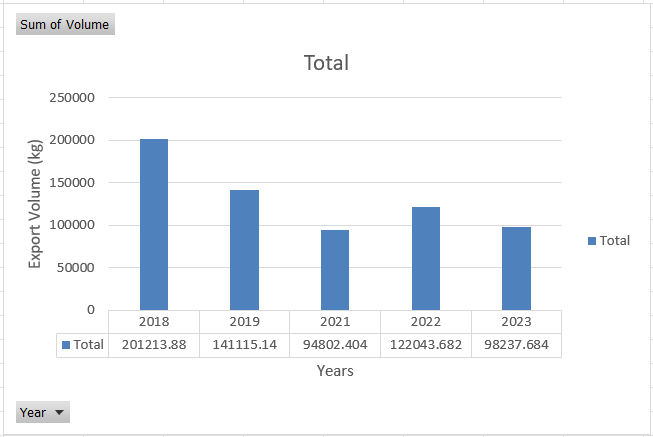 Sum of Volume
Total
250000
200000
150000
100000
50000
0
Export Volume (kg)
2018 2019 2021 2022 2023
Total 201213.88 141115.14 94802.404 122043.682 98237.684
Years
Total
Year